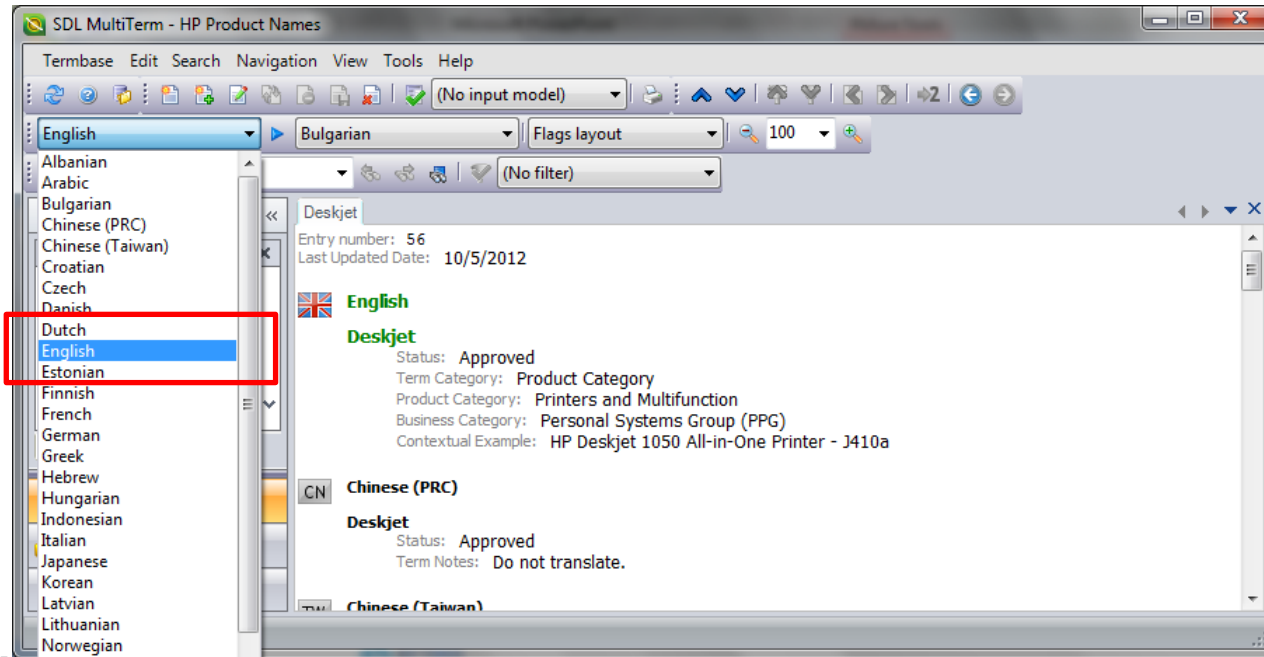 SDL MultiTerm - HP Product Names
Termbase Edit Search Navigation View Tools Help
(No input model) 2
English Bulgarian Flags layout 100
(No filter)
Albanian
Arabic
Bulgarian
Chinese (PRC)
Chinese (Taiwan)
Croatian
Czech
Danish
Dutch
English
Estonian
Finnish
French
German
Greek
Hebrew
Hungarian
Indonesian
Italian
Japanese
Korean
Latvian
Lithuanian
Norwegian
Deskjet
Entry number: 56
Last Updated Date: 10/5/2012
English
Deskjet
Status: Approved
Term Category: Product Category
Product Category: Printers and Multifunction
Business Category: Personal Systems Group (PPG)
Contextual Example: HP Deskjet 1050 All-in-One Printer - J410a
CN Chinese (PRC)
Deskjet
Status: Approved
Term Notes: Do not translate.
TW Chinese (Taiwan)